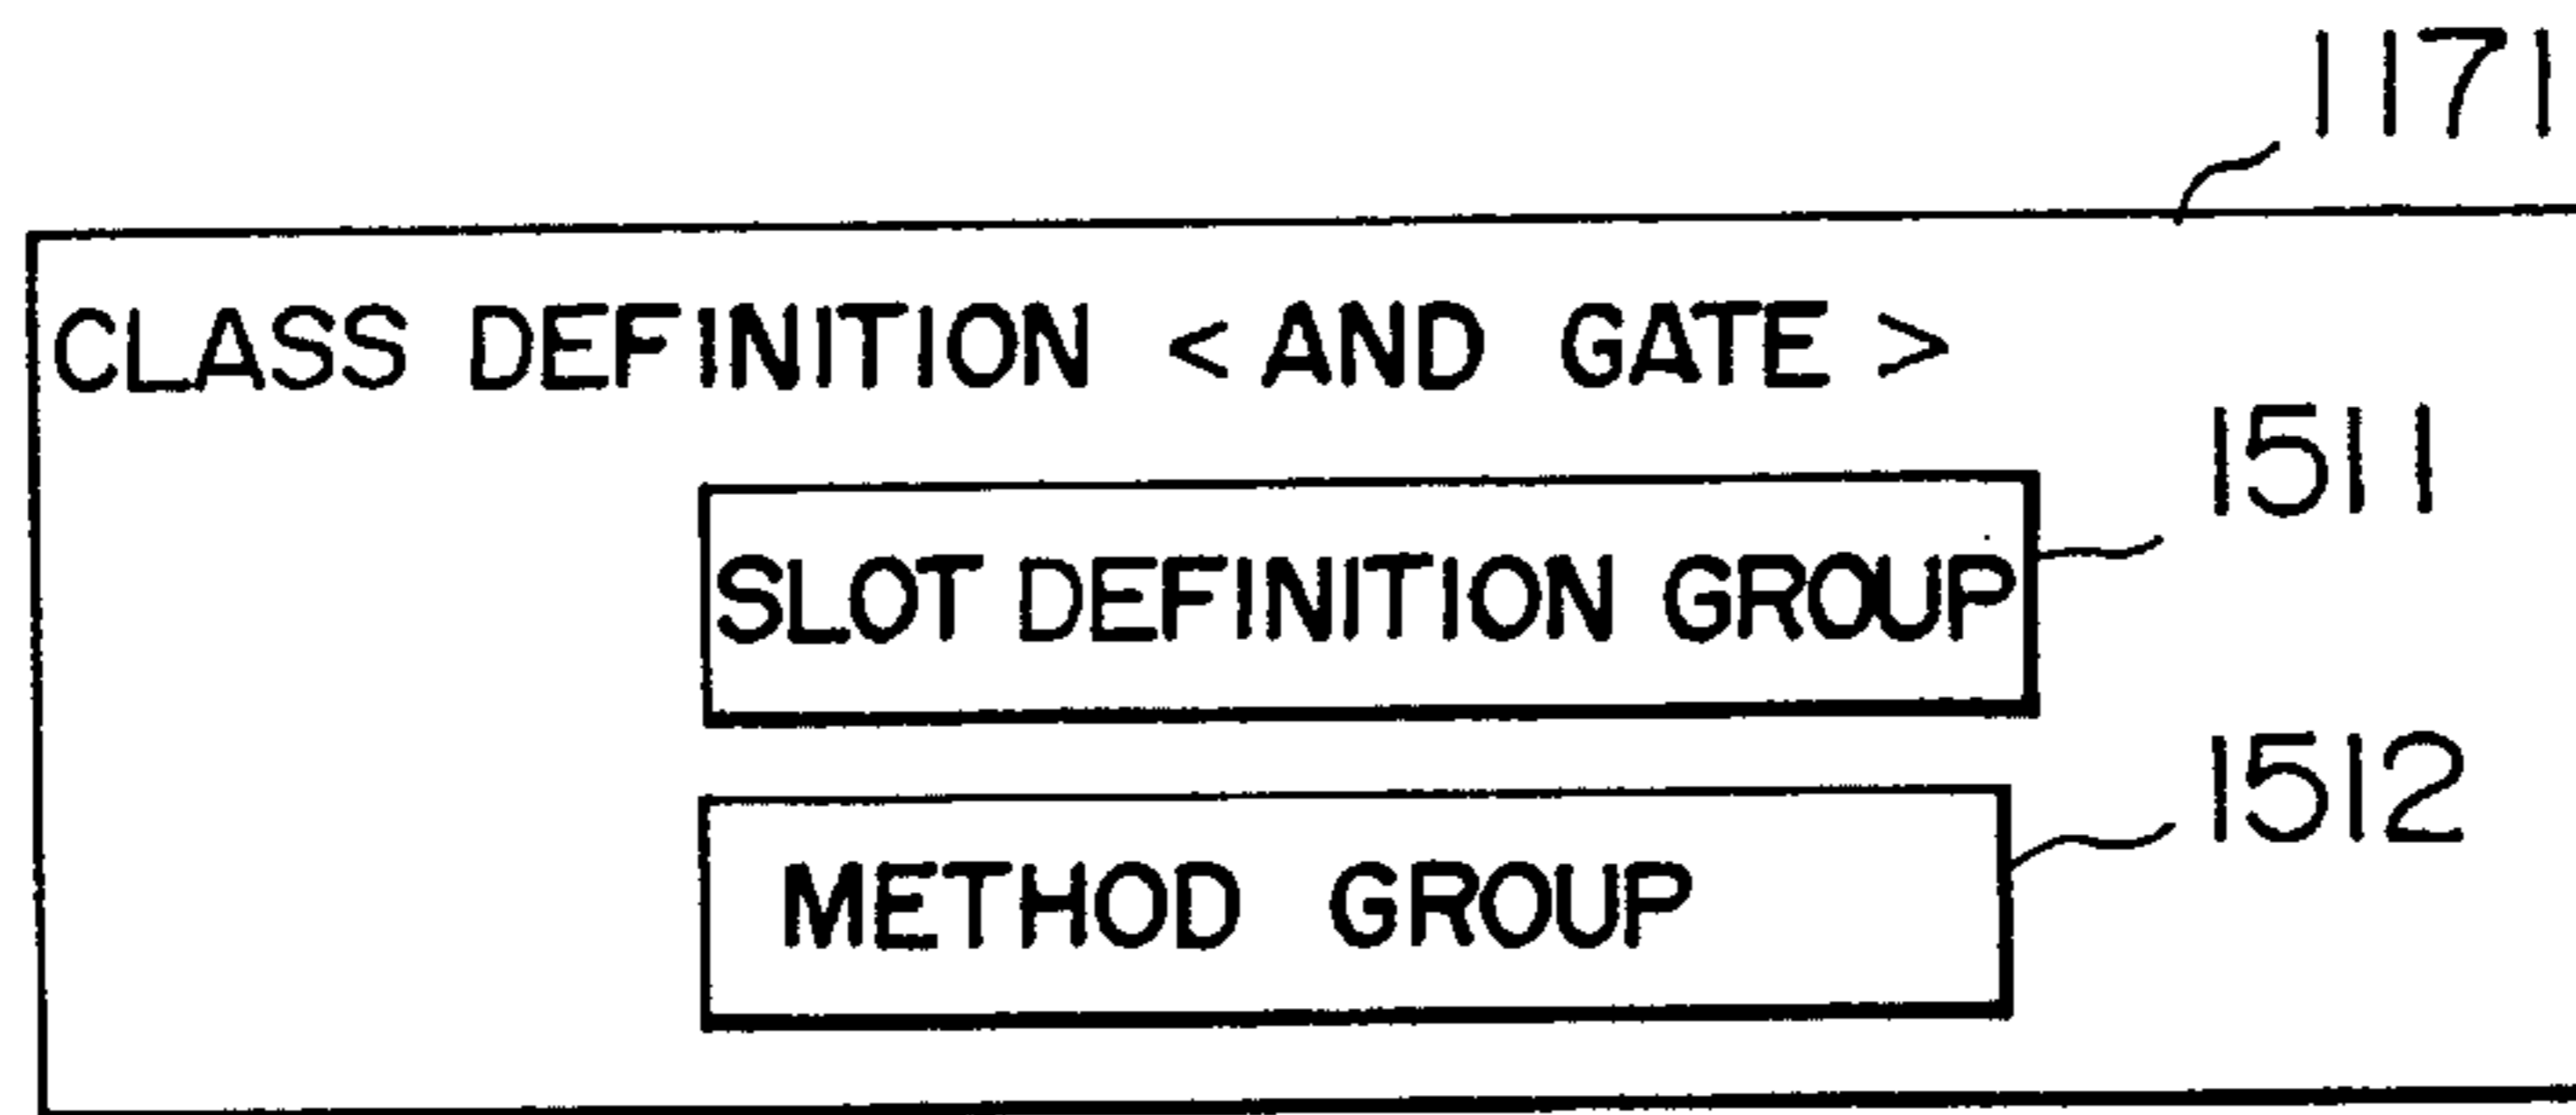 1171
CLASS DEFINITION < AND GATE >
1511
SLOT DEFINITION GROUP
1512
METHOD GROUP